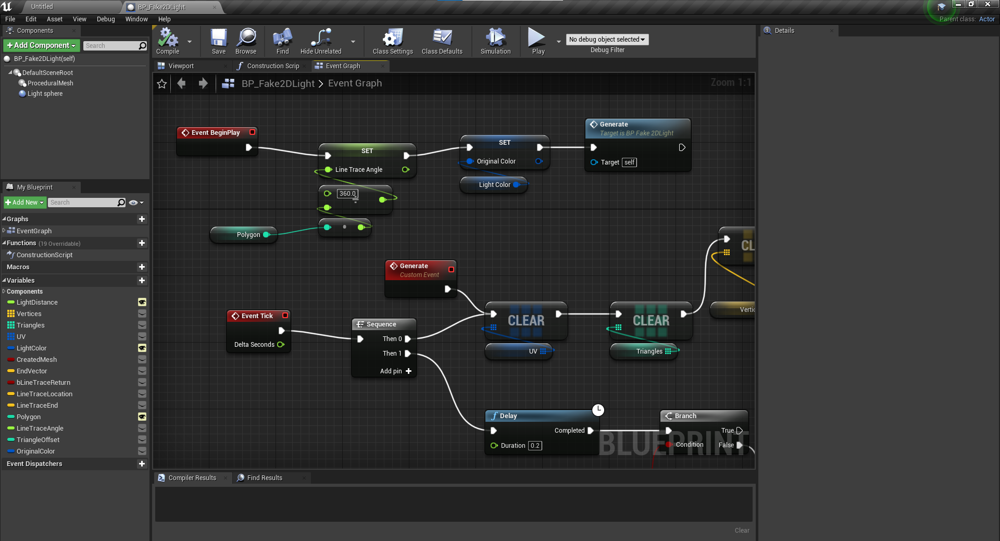 Untitled
BP_Fake2DLight
File Edit Asset View Debug Window Help
Parent class: Actor
Components
Add Component
Search
BP_Fake2DLight(self)
DefaultSceneRoot
ProceduralMesh
Light sphere
My Blueprint
Add New
Search
Graphs
EventGraph
Functions (19 Overridable)
ConstructionScript
Macros
Variables
Components
LightDistance
Vertices
Triangles
UV
LightColor
CreatedMesh
EndVector
bLineTraceReturn
LineTraceLocation
LineTraceEnd
Polygon
LineTraceAngle
TriangleOffset
OriginalColor
Event Dispatchers
Compile
Save
Browse
Find
Hide Unrelated
Class Settings
Class Defaults
Simulation
Play
No debug object selected
Debug Filter
Viewport
Construction Scrip
Event Graph
BP_Fake2DLight > Event Graph
Zoom 1:1
Event BeginPlay
SET
Line Trace Angle
360.0
Polygon
SET
Original Color
Light Color
Generate
Target is BP Fake 2DLight
Target self
Generate
Custom Event
Event Tick
Delta Seconds
Sequence
Then 0
Then 1
Add pin
CLEAR
UV
CLEAR
Triangles
CL
Vertic
Delay
Completed
Duration 0.2
Branch
True
Condition
False
BLUEPRINT
Compiler Results
Find Results
Clear
Details